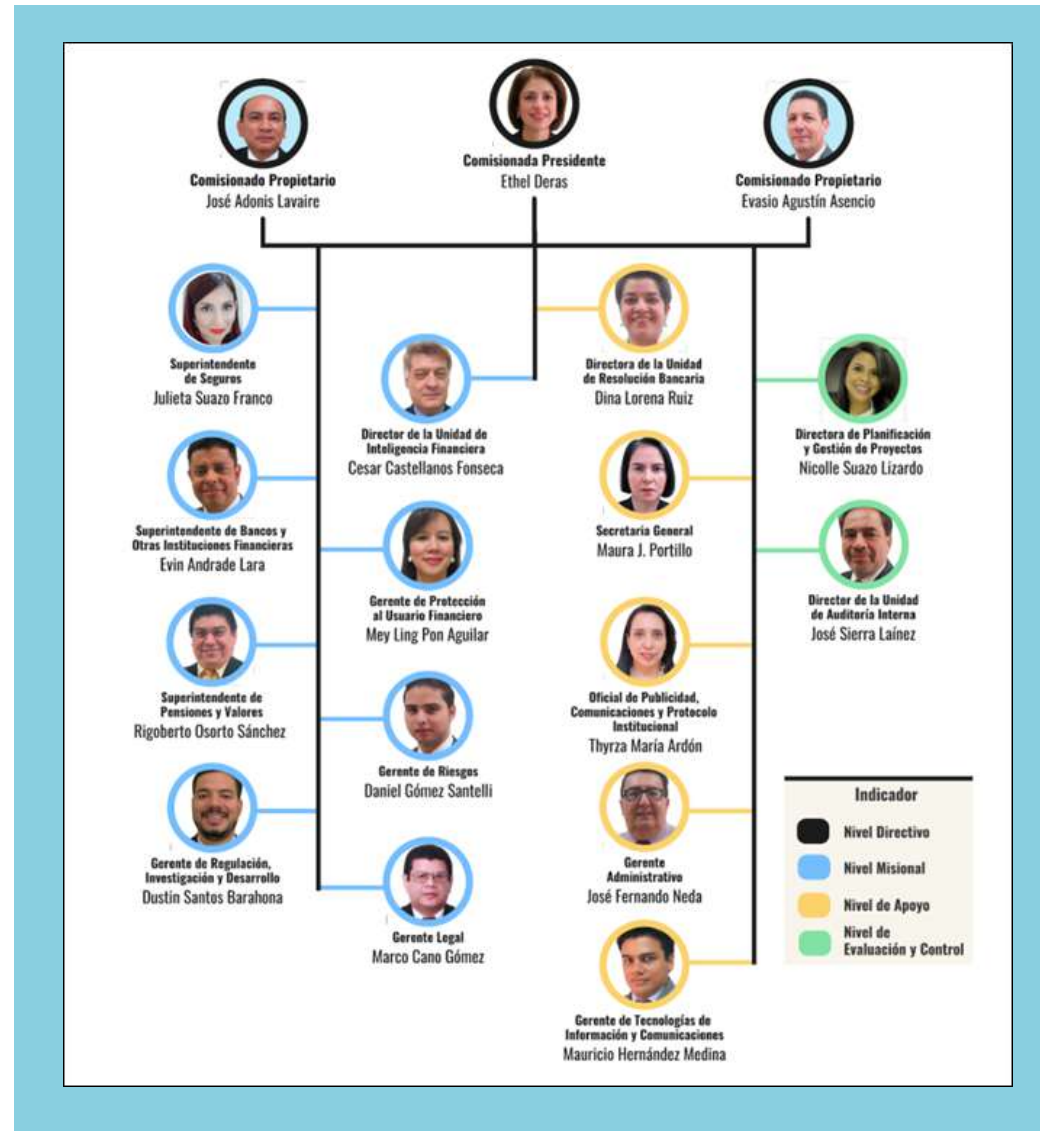 Comisionado Propietario
José Adonis Lavaire
Comisionada Presidente
Ethel Deras
Comisionado Propietario
Evasio Agustín Asencio
Superintendente
de Seguros
Julieta Suazo Franco
Director de la Unidad de
Inteligencia Financiera
Cesar Castellanos Fonseca
Directora de la Unidad
de Resolución Bancaria
Dina Lorena Ruiz
Directora de Planificación
y Gestión de Proyectos
Nicolle Suazo Lizardo
Superintendente de Bancos y
Otras Instituciones Financieras
Evin Andrade Lara
Gerente de Protección
al Usuario Financiero
Mey Ling Pon Aguilar
Secretaria General
Maura J. Portillo
Director de la Unidad
de Auditoría Interna
José Sierra Laínez
Superintendente de
Pensiones y Valores
Rigoberto Osorto Sánchez
Gerente de Riesgos
Daniel Gómez Santelli
Oficial de Publicidad,
Comunicaciones y Protocolo
Institucional
Thyrza María Ardón
Gerente de Regulación,
Investigación y Desarrollo
Dustin Santos Barahona
Gerente Legal
Marco Cano Gómez
Gerente
Administrativo
José Fernando Neda
Gerente de Tecnologías de
Información y Comunicaciones
Mauricio Hernández Medina
Indicador
Nivel Directivo
Nivel Misional
Nivel de Apoyo
Nivel de
Evaluación y Control